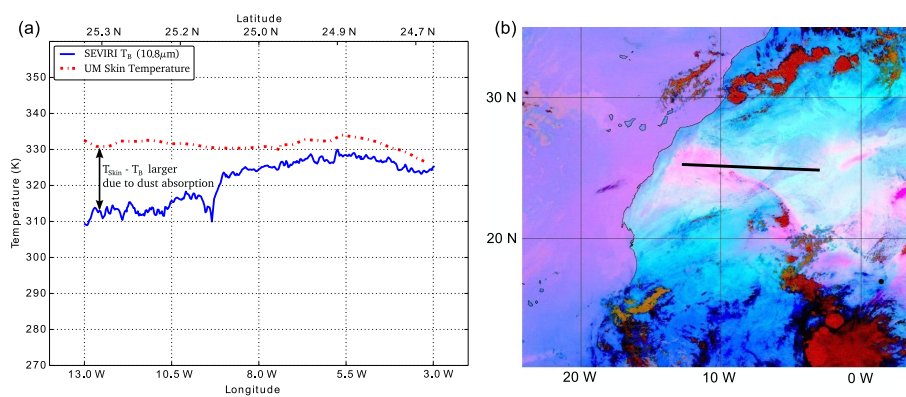 (a)
Latitude
25.3 N 25.2 N 25.0 N 24.9 N 24.7 N
SEVIRI T_B (10.8μm)
UM Skin Temperature
T_Skin - T_B larger
due to dust absorption
Temperature (K)
350
340
330
320
310
300
290
280
270
13.0 W 10.5 W 8.0 W 5.5 W 3.0 W
Longitude
(b)
30 N
20 N
20 W 10 W 0 W